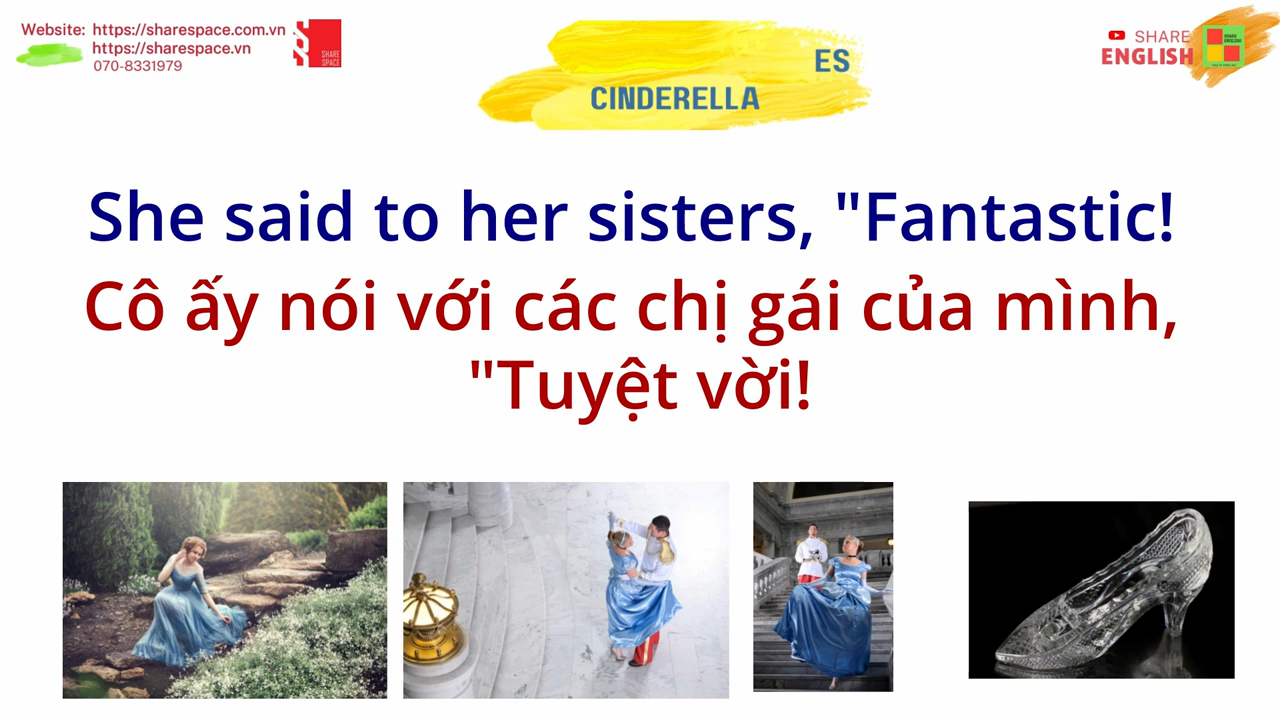 Website: https://sharespace.com.vn
https://sharespace.vn
070-8331979
SHARE
SPACE
ES
CINDERELLA
SHARE
ENGLISH
She said to her sisters, "Fantastic!
Cô ấy nói với các chị gái của mình,
"Tuyệt vời!